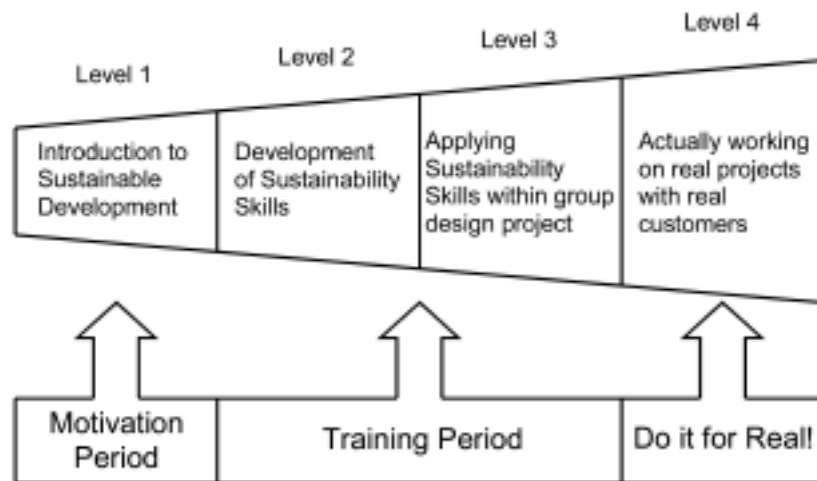 Level 1
Level 2
Level 3
Level 4
Introduction to
Sustainable
Development
Development
of Sustainability
Skills
Applying
Sustainability
Skills within group
design project
Actually working
on real projects
with real
customers
Motivation
Period
Training Period
Do it for Real!